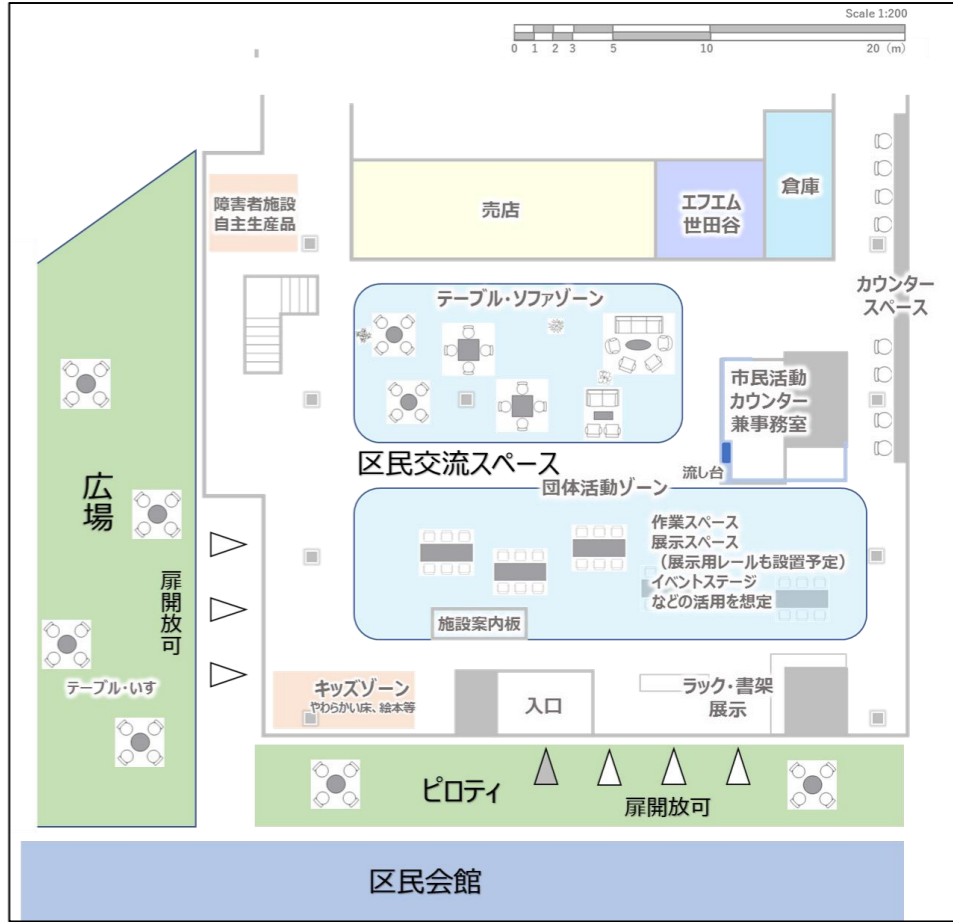 Scale 1:200
0 1 2 3 5 10 20 (m)
障害者施設
自主生産品
売店
エフエム
世田谷
倉庫
カウンター
スペース
テーブル・ソファゾーン
市民活動
カウンター
兼事務室
流し台
区民交流スペース
団体活動ゾーン
作業スペース
展示スペース
(展示用レールも設置予定)
イベントステージ
などの活用を想定
施設案内板
広場
扉開放可
テーブル・いす
キッズゾーン
やわらかい床、絵本等
入口
ラック・書架
展示
ピロティ
扉開放可
区民会館